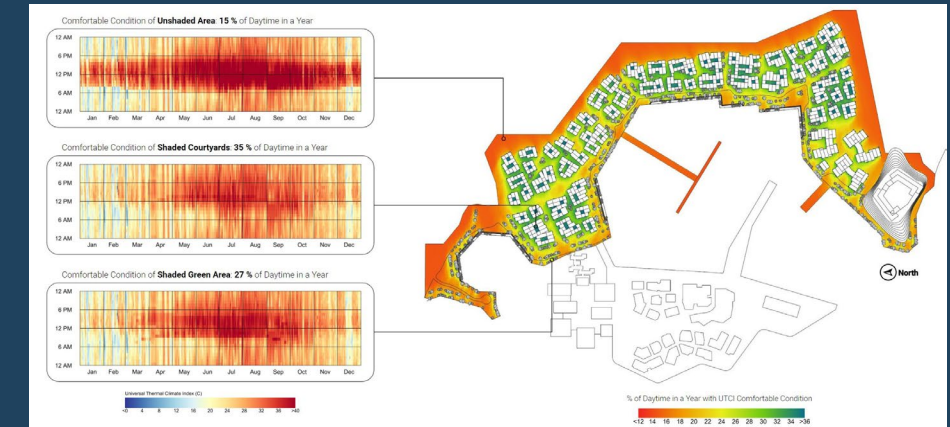 Comfortable Condition of Unshaded Area: 15 % of Daytime in a Year
12 AM
6 PM
12 PM
6 AM
12 AM
Jan Feb Mar Apr May Jun Jul Aug Sep Oct Nov Dec
Comfortable Condition of Shaded Courtyards: 35 % of Daytime in a Year
12 AM
6 PM
12 PM
6 AM
12 AM
Jan Feb Mar Apr May Jun Jul Aug Sep Oct Nov Dec
Comfortable Condition of Shaded Green Area: 27 % of Daytime in a Year
12 AM
6 PM
12 PM
6 AM
12 AM
Jan Feb Mar Apr May Jun Jul Aug Sep Oct Nov Dec
Universal Thermal Climate Index (C)
<0 4 8 12 16 20 24 28 32 36 >40
North
% of Daytime in a Year with UTCI Comfortable Condition
<12 14 16 18 20 22 24 26 28 30 32 34 >36